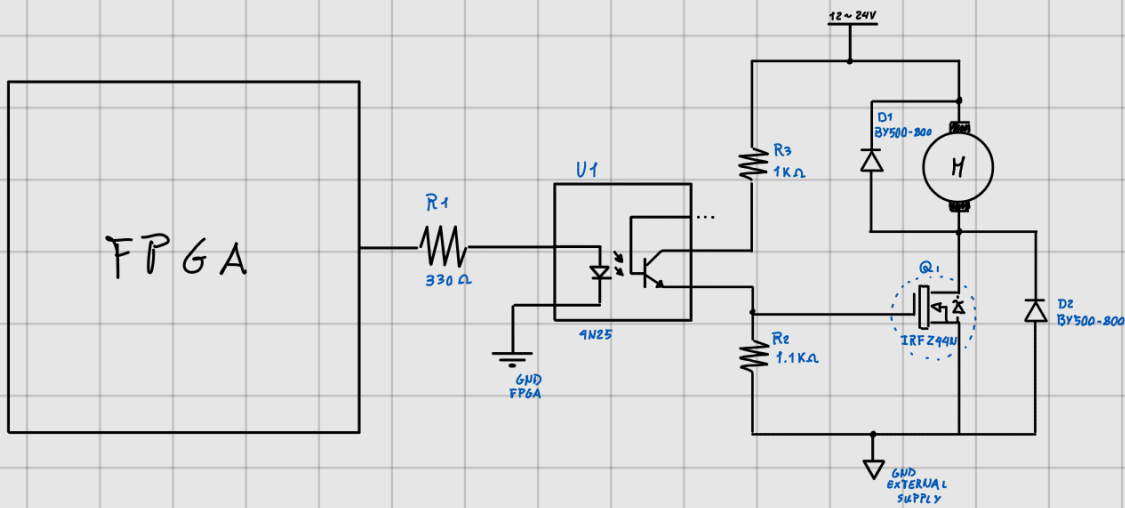 12~24V
FPGA
R1
330 Ω
U1
4N25
...
GND
FPGA
R3
1KΩ
R2
1.1KΩ
D1
BY500-800
M
Q1
IRFZ44N
D2
BY500-800
GND
EXTERNAL
SUPPLY